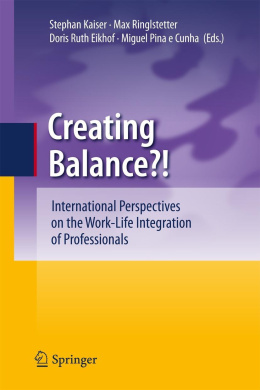 Stephan Kaiser · Max Ringlstetter
Doris Ruth Eikhof · Miguel Pina e Cunha (Eds.)
Creating
Balance?!
International Perspectives
on the Work-Life Integration
of Professionals
Springer